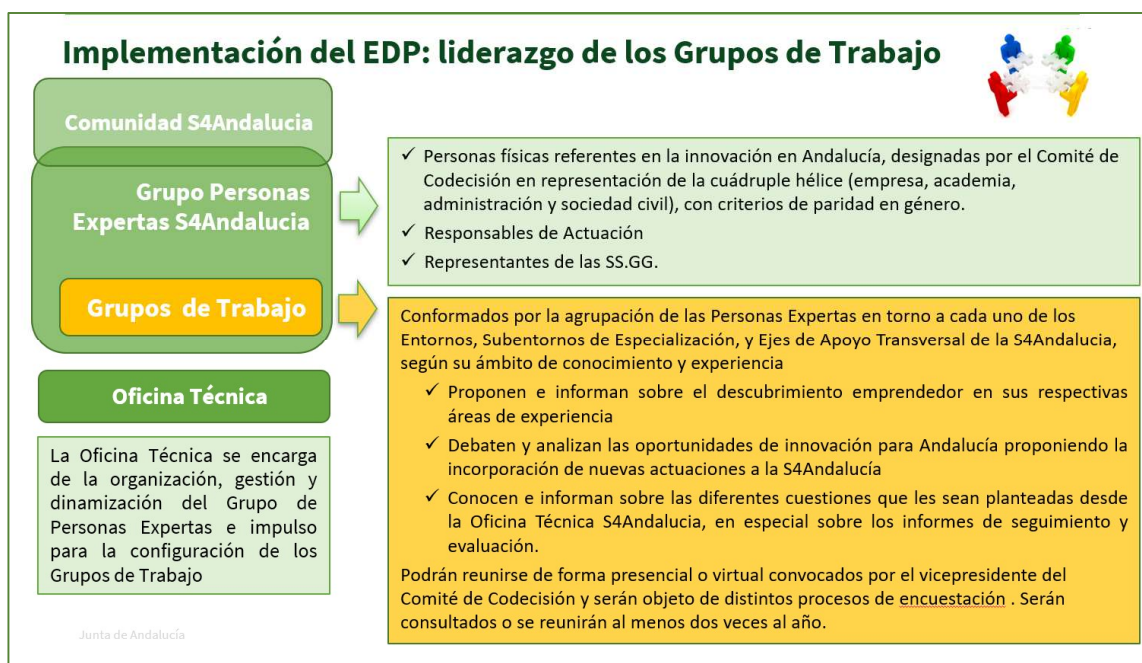 Implementación del EDP: liderazgo de los Grupos de Trabajo
Comunidad S4Andalucia
Grupo Personas
Expertas S4Andalucia
Grupos de Trabajo
Oficina Técnica
La Oficina Técnica se encarga
de la organización, gestión y
dinamización del Grupo de
Personas Expertas e impulso
para la configuración de los
Grupos de Trabajo
✓ Personas físicas referentes en la innovación en Andalucía, designadas por el Comité de
Codecisión en representación de la cuádruple hélice (empresa, academia,
administración y sociedad civil), con criterios de paridad en género.
✓ Responsables de Actuación
✓ Representantes de las SS.GG.
Conformados por la agrupación de las Personas Expertas en torno a cada uno de los
Entornos, Subentornos de Especialización, y Ejes de Apoyo Transversal de la S4Andalucia,
según su ámbito de conocimiento y experiencia
✓ Proponen e informan sobre el descubrimiento emprendedor en sus respectivas
áreas de experiencia
✓ Debaten y analizan las oportunidades de innovación para Andalucía proponiendo la
incorporación de nuevas actuaciones a la S4Andalucía
✓ Conocen e informan sobre las diferentes cuestiones que les sean planteadas desde
la Oficina Técnica S4Andalucia, en especial sobre los informes de seguimiento y
evaluación.
Podrán reunirse de forma presencial o virtual convocados por el vicepresidente del
Comité de Codecisión y serán objeto de distintos procesos de encuestación . Serán
consultados o se reunirán al menos dos veces al año.
Junta de Andalucía